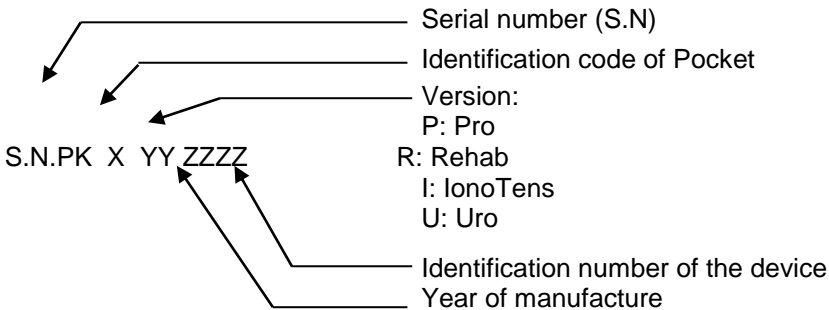 Serial number (S.N)
Identification code of Pocket
Version:
P: Pro
S.N.PK X YY ZZZZ
R: Rehab
I: IonoTens
U: Uro
Identification number of the device
Year of manufacture